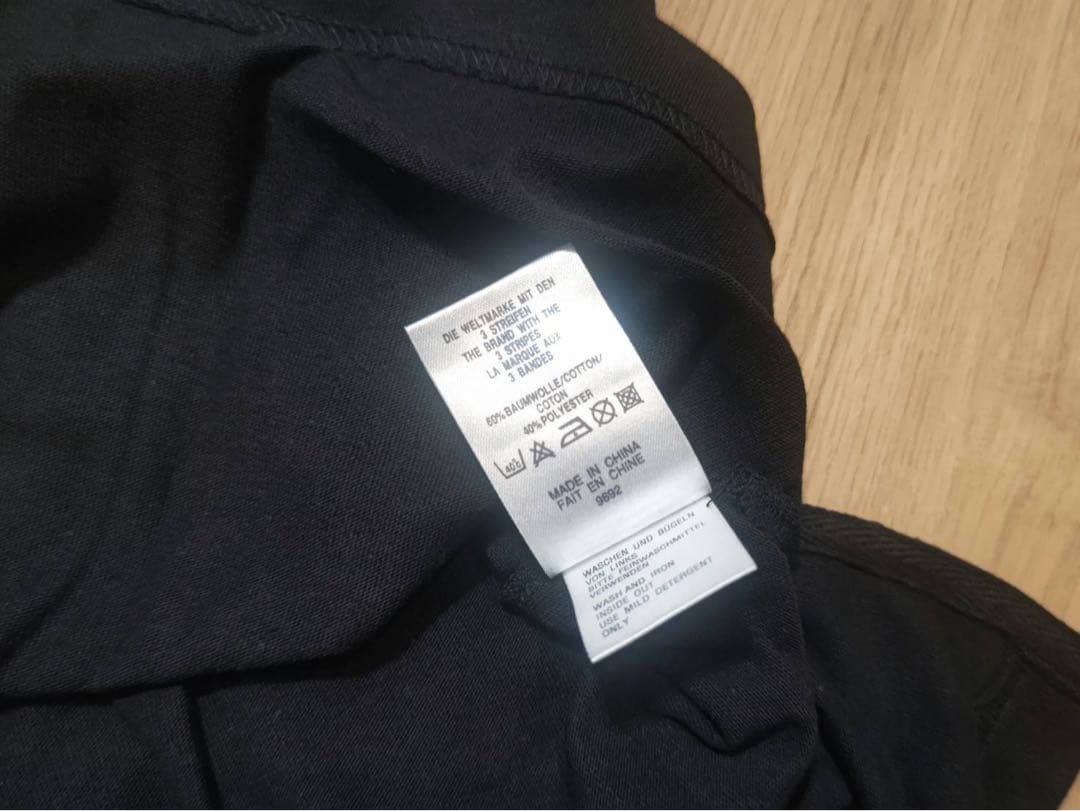 DIE WELTMARKE MIT DEN
3 STREIFEN
THE BRAND WITH THE
3 STRIPES
LA MARQUE AUX
3 BANDES
60% BAUMWOLLE/COTTON/
COTON
40% POLYESTER
40°C
MADE IN CHINA
FAIT EN CHINE
9692
WASCHEN UND BÜGELN
VON LINKS
BITTE FEINWASCHMITTEL
VERWENDEN
WASH AND IRON
INSIDE OUT
USE MILD DETERGENT
ONLY